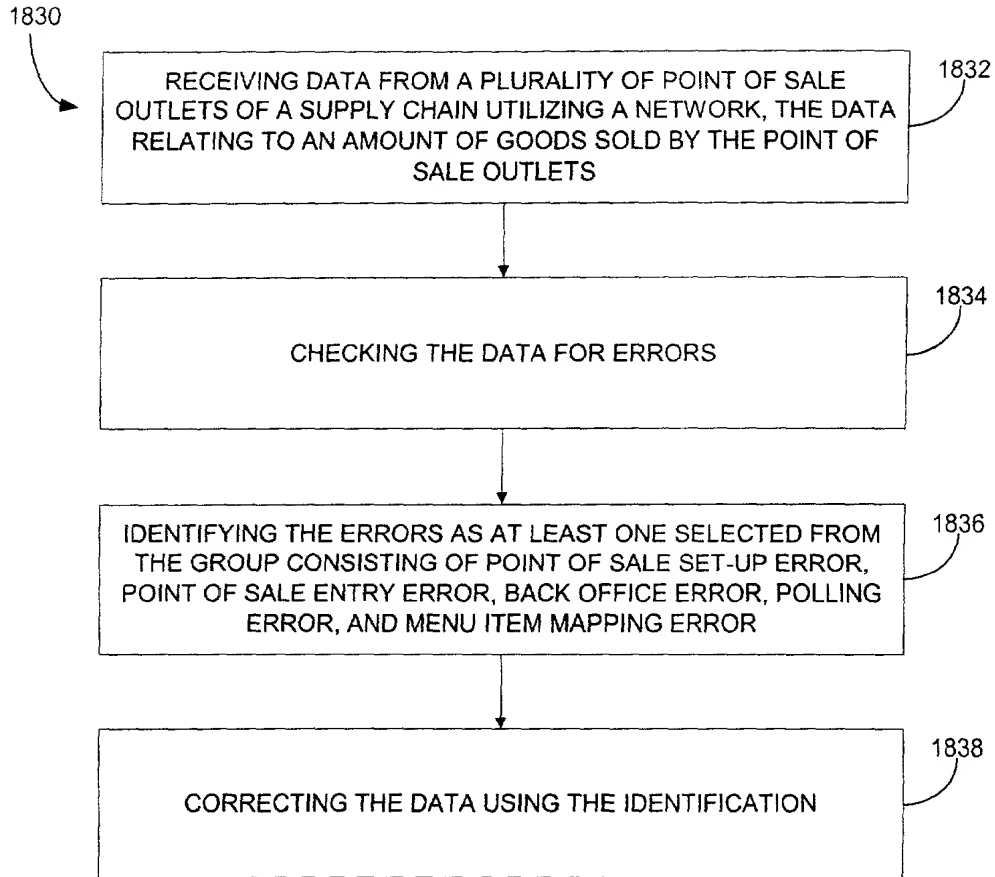 1830
RECEIVING DATA FROM A PLURALITY OF POINT OF SALE
OUTLETS OF A SUPPLY CHAIN UTILIZING A NETWORK, THE DATA
RELATING TO AN AMOUNT OF GOODS SOLD BY THE POINT OF
SALE OUTLETS
1832
CHECKING THE DATA FOR ERRORS
1834
IDENTIFYING THE ERRORS AS AT LEAST ONE SELECTED FROM
THE GROUP CONSISTING OF POINT OF SALE SET-UP ERROR,
POINT OF SALE ENTRY ERROR, BACK OFFICE ERROR, POLLING
ERROR, AND MENU ITEM MAPPING ERROR
1836
CORRECTING THE DATA USING THE IDENTIFICATION
1838